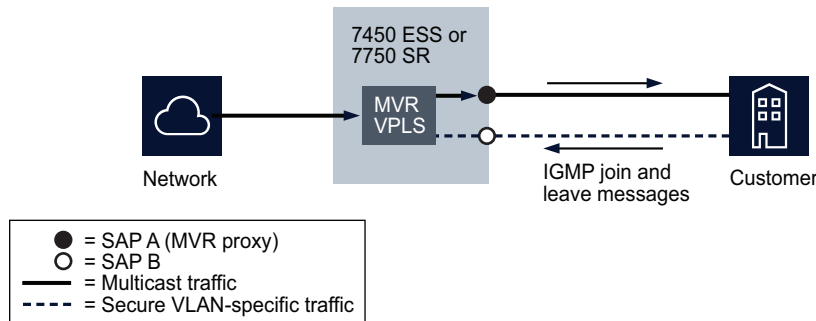 7450 ESS or
7750 SR
MVR
VPLS
Network
IGMP join and
leave messages
Customer
= SAP A (MVR proxy)
= SAP B
= Multicast traffic
= Secure VLAN-specific traffic